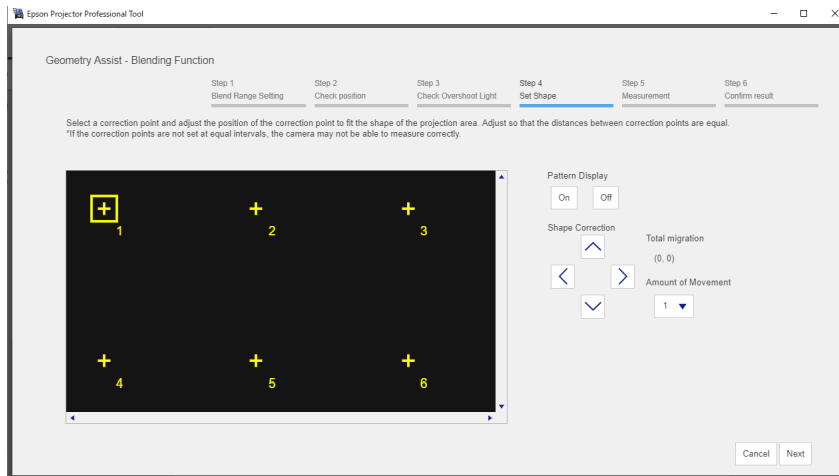 Epson Projector Professional Tool
Geometry Assist - Blending Function
Step 1
Blend Range Setting
Step 2
Check position
Step 3
Check Overshoot Light
Step 4
Set Shape
Step 5
Measurement
Step 6
Confirm result
Select a correction point and adjust the position of the correction point to fit the shape of the projection area. Adjust so that the distances between correction points are equal.
*If the correction points are not set at equal intervals, the camera may not be able to measure correctly.
1
2
3
4
5
6
Pattern Display
On
Off
Shape Correction
Total migration
(0, 0)
Amount of Movement
1
Cancel
Next